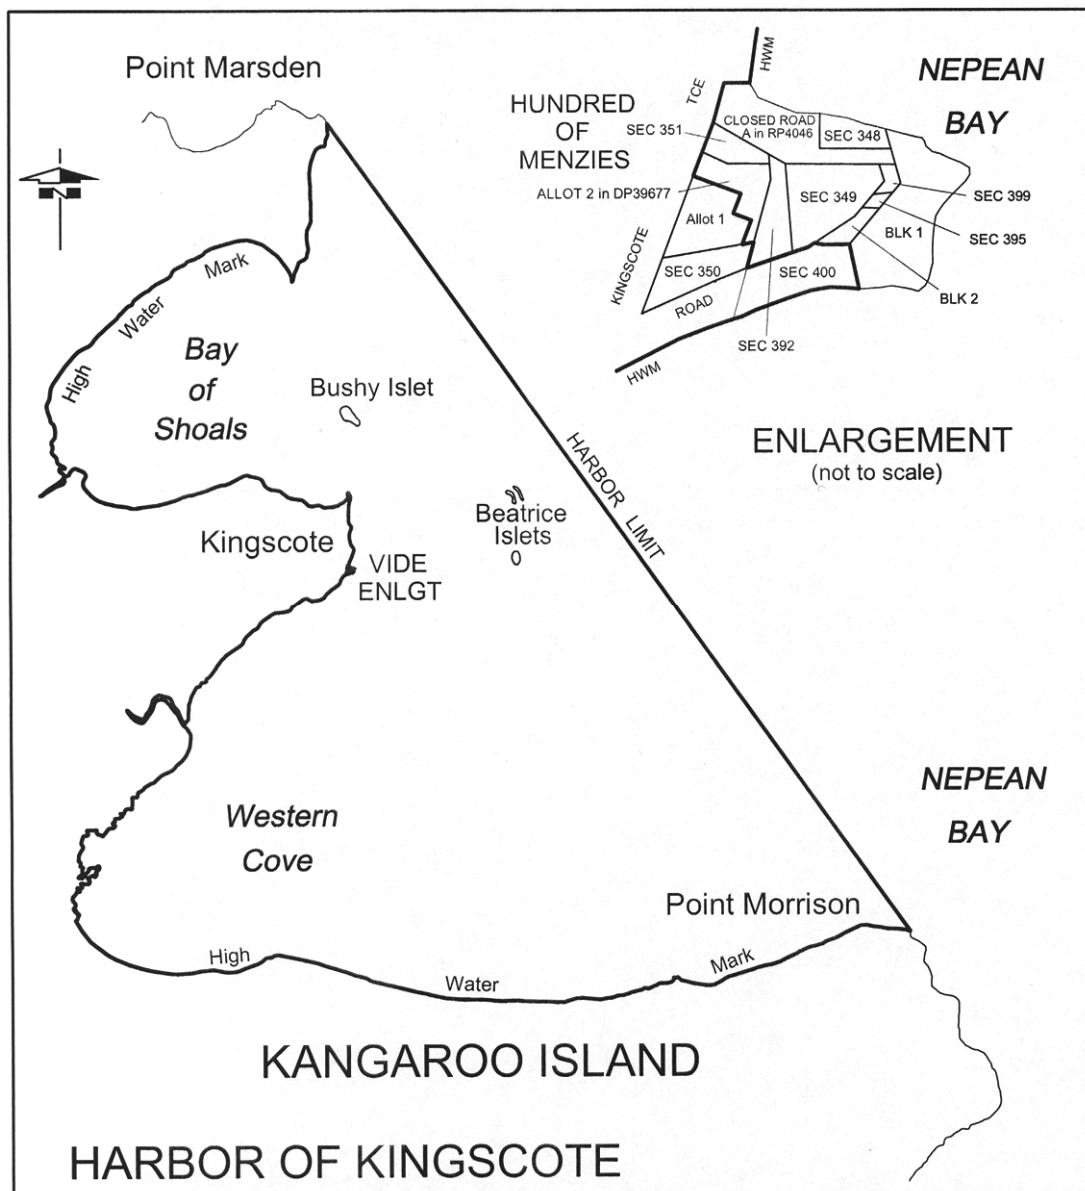 Point Marsden
HUNDRED
OF
MENZIES
NEPEAN
BAY
HWM
TCE
SEC 351
CLOSED ROAD
A in RP4046
SEC 348
ALLOT 2 in DP39677
SEC 349
SEC 399
Allot 1
SEC 395
BLK 1
KINGSCOTE
SEC 350
SEC 400
BLK 2
ROAD
SEC 392
HWM
ENLARGEMENT
(not to scale)
High
Water
Mark
Bay
of
Shoals
Bushy Islet
HARBOR LIMIT
Beatrice
Islets
Kingscote
VIDE
ENLGT
NEPEAN
BAY
Western
Cove
Point Morrison
High
Water
Mark
KANGAROO ISLAND
HARBOR OF KINGSCOTE